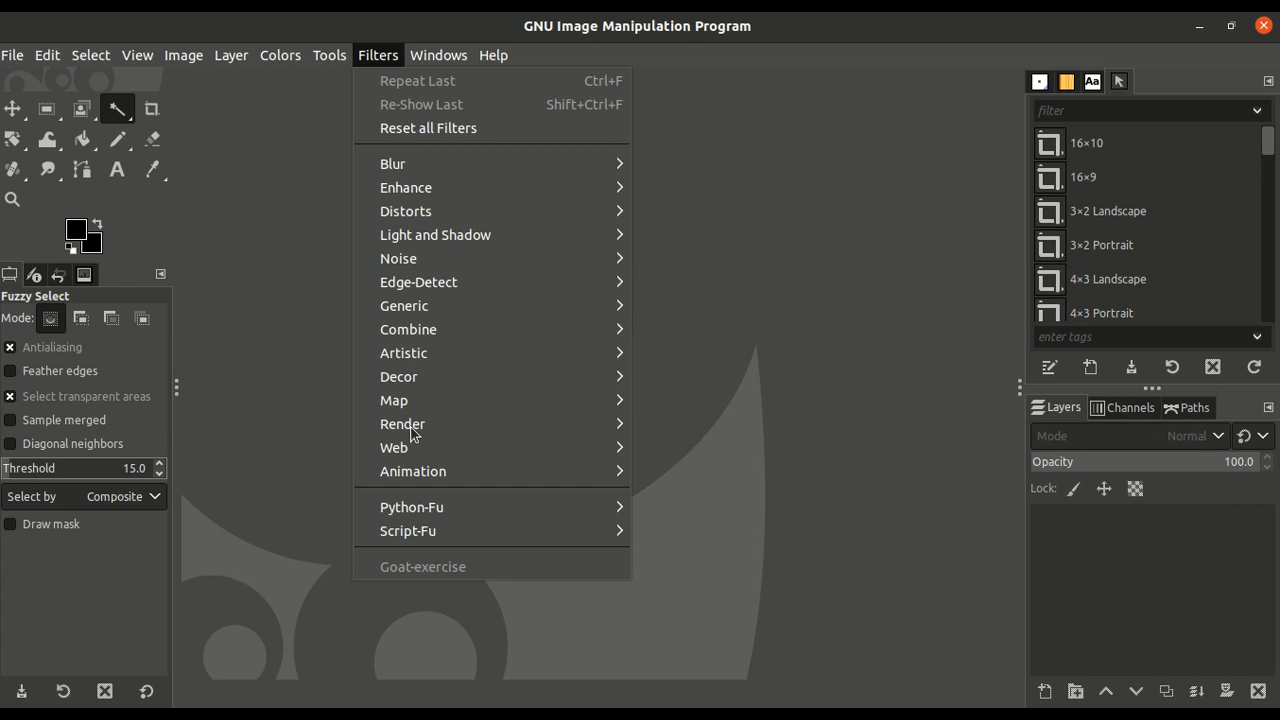 GNU Image Manipulation Program
File Edit Select View Image Layer Colors Tools Filters Windows Help
Repeat Last Ctrl+F
Re-Show Last Shift+Ctrl+F
Reset all Filters
Blur
Enhance
Distorts
Light and Shadow
Noise
Edge-Detect
Generic
Combine
Artistic
Decor
Map
Render
Web
Animation
Python-Fu
Script-Fu
Goat-exercise
Fuzzy Select
Mode:
Antialiasing
Feather edges
Select transparent areas
Sample merged
Diagonal neighbors
Threshold 15.0
Select by Composite
Draw mask
Aa
filter
16×10
16×9
3×2 Landscape
3×2 Portrait
4×3 Landscape
4×3 Portrait
enter tags
Layers Channels Paths
Mode Normal
Opacity 100.0
Lock: